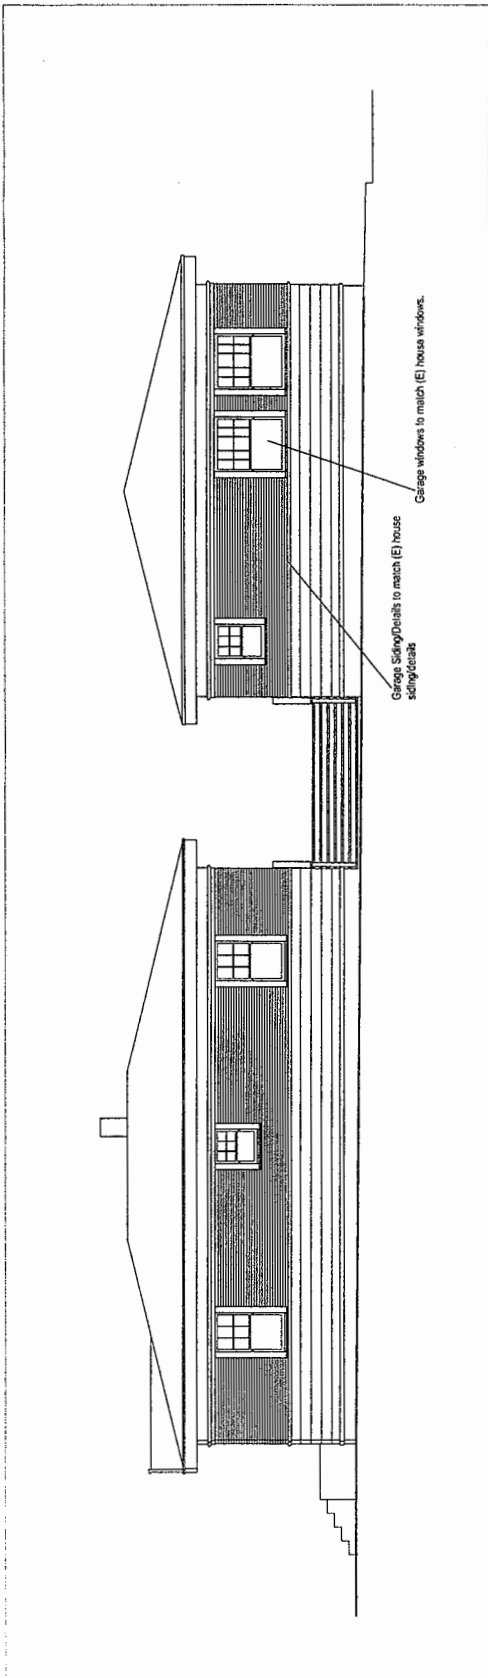 Garage Siding/Details to match (E) house
siding/details
Garage windows to match (E) house windows.